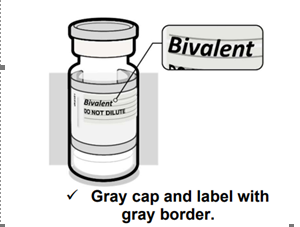 Bivalent
DO NOT DILUTE
Bivalent
✓ Gray cap and label with
gray border.